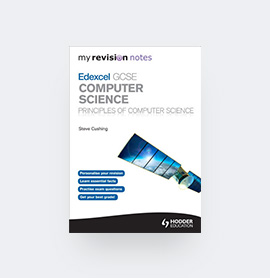 my revision notes
Edexcel GCSE
COMPUTER
SCIENCE
PRINCIPLES OF COMPUTER SCIENCE
Steve Cushing
Personalise your revision
Learn essential facts
Practise exam questions
Get your best grade!
HODDER
EDUCATION